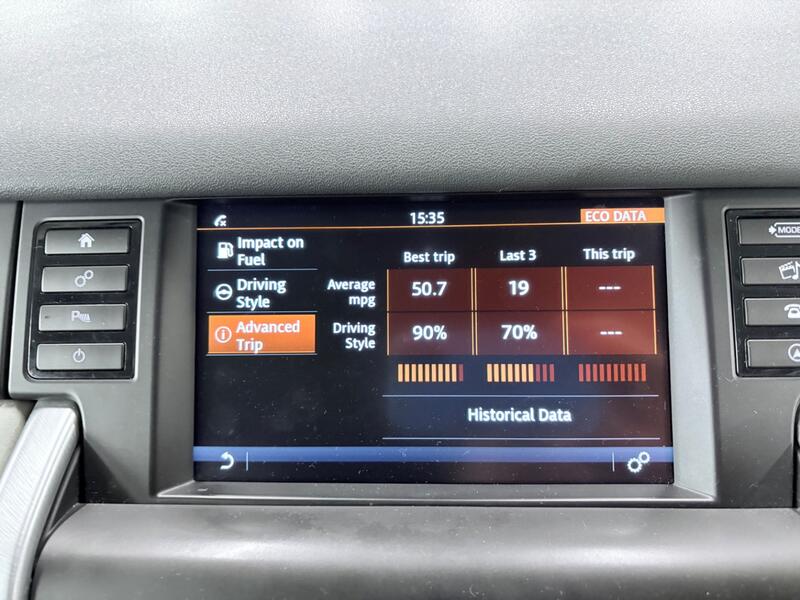 15:35
ECO DATA
Impact on
Fuel
Best trip
Last 3
This trip
Driving
Style
Average
mpg
50.7
19
---
Advanced
Trip
Driving
Style
90%
70%
---
Historical Data
P
MODE